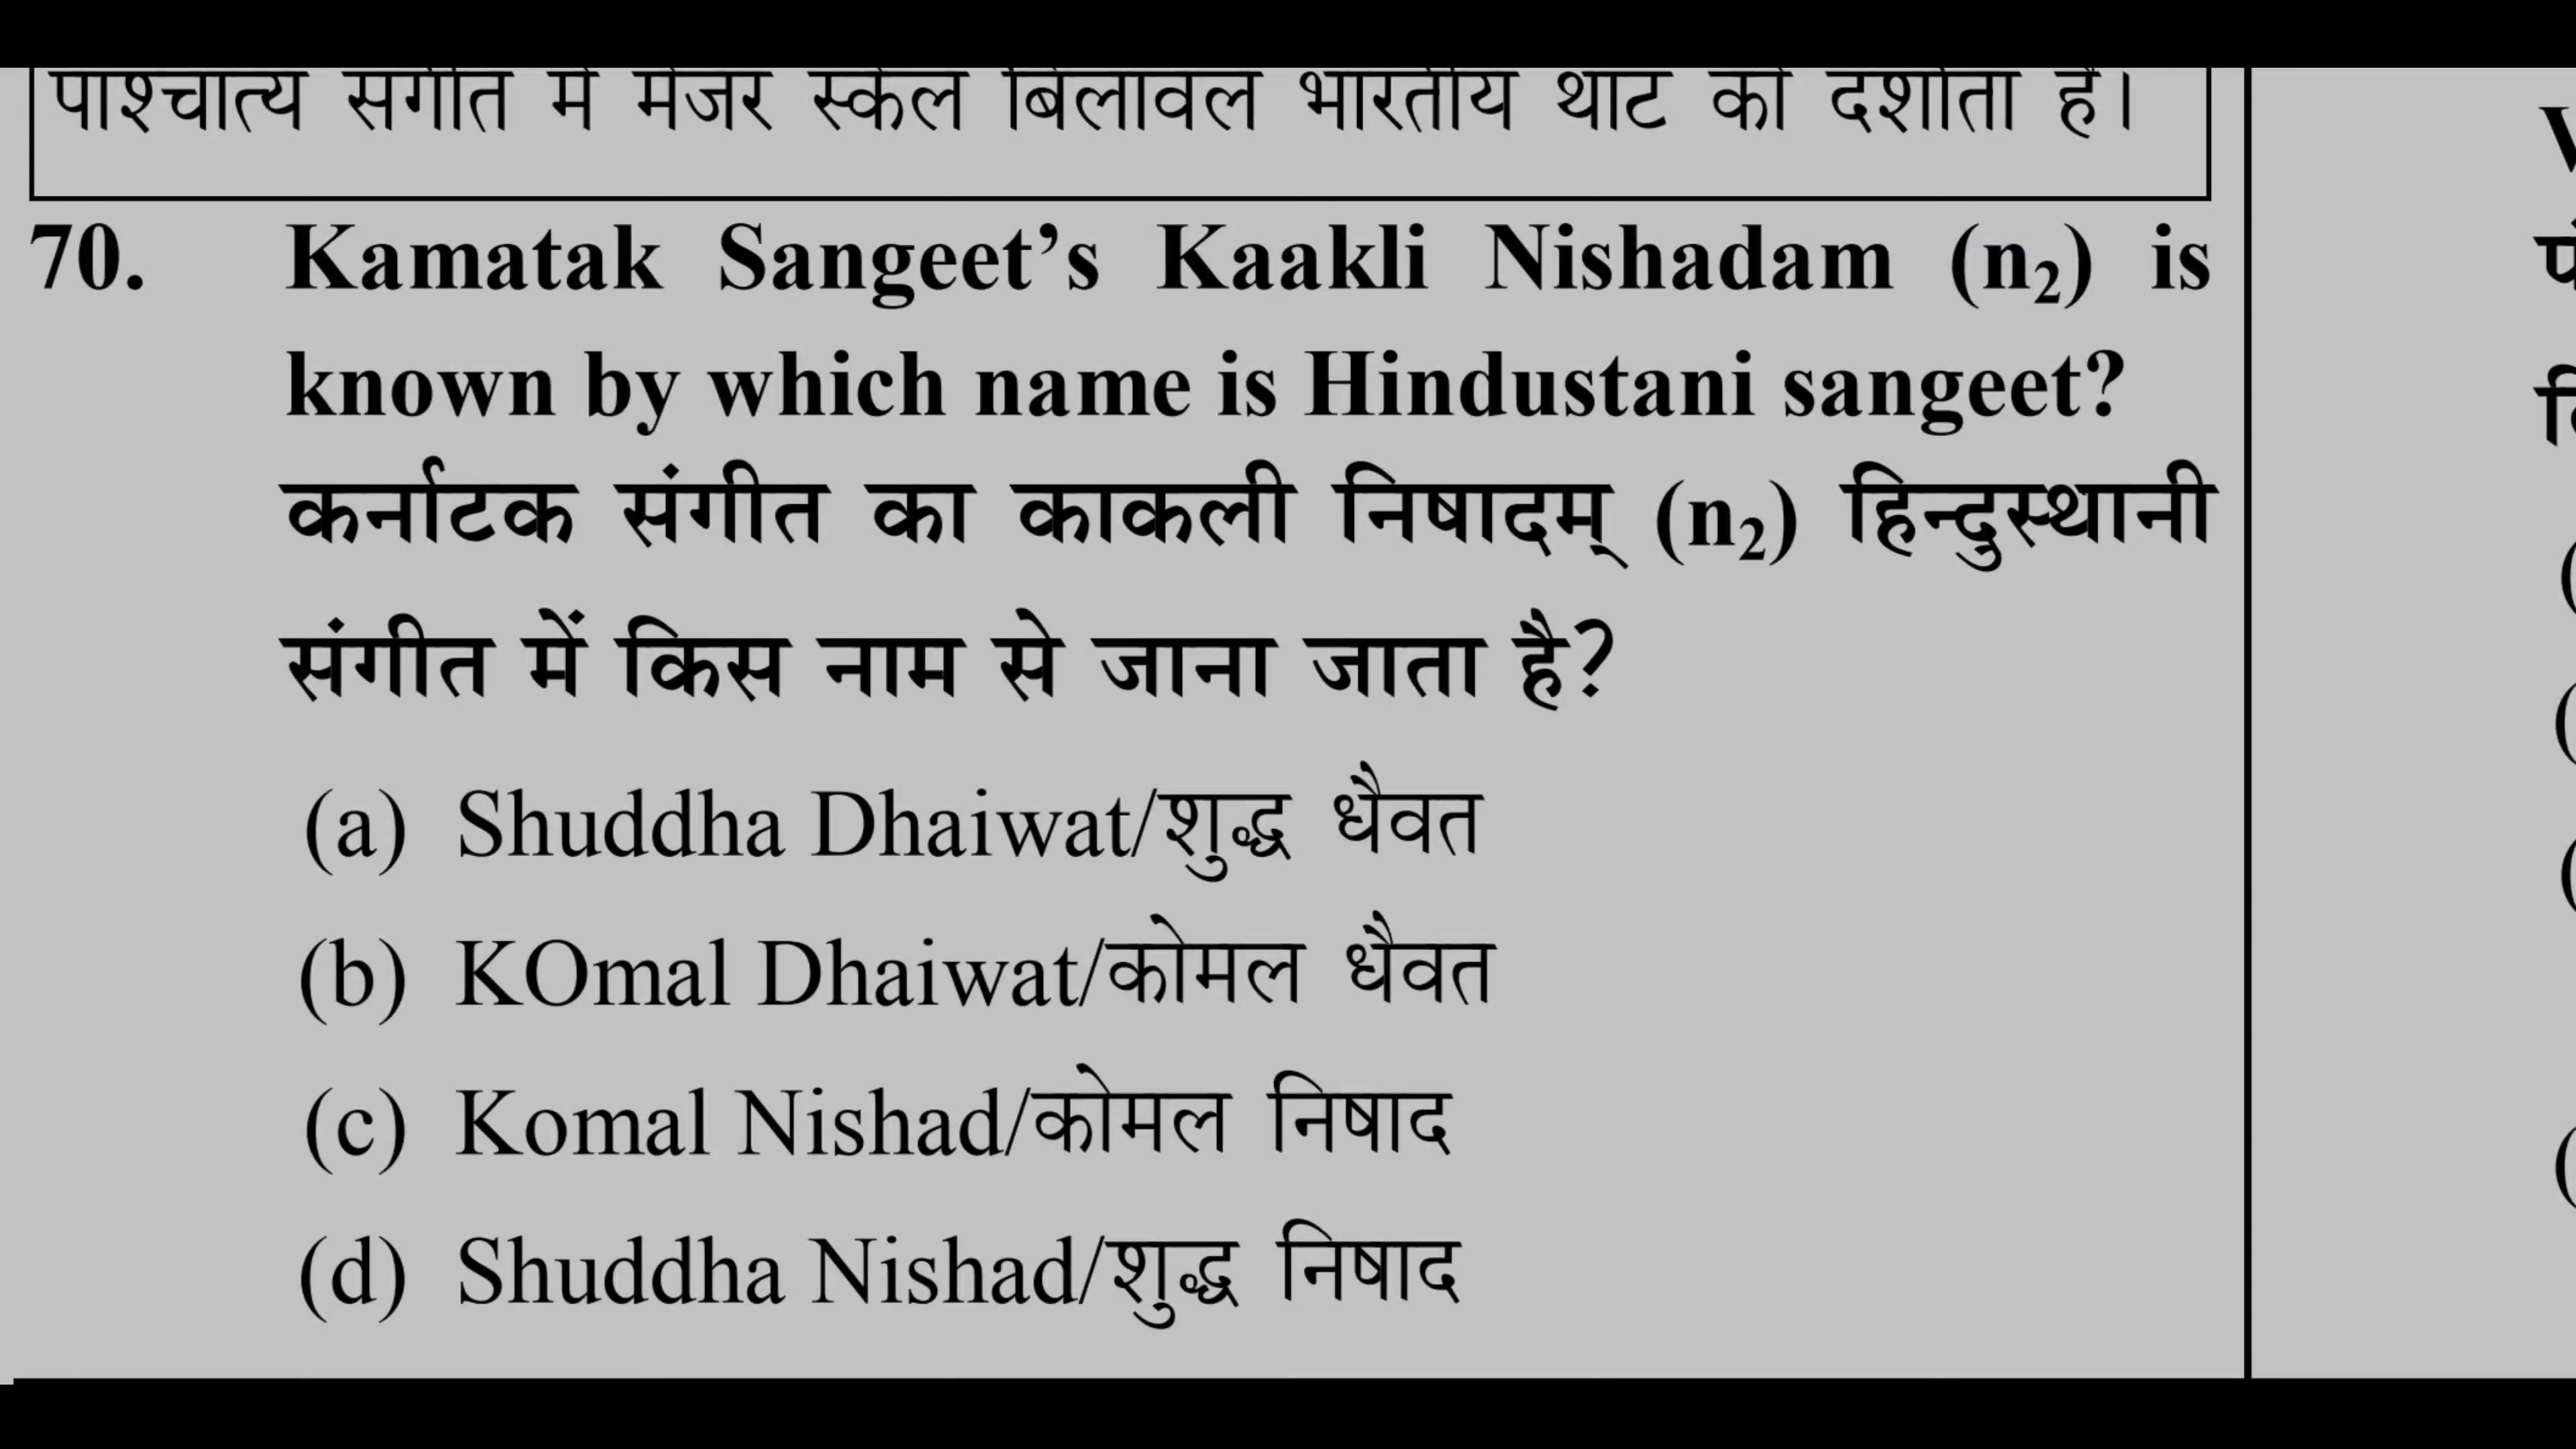 पाश्चात्य संगीत में मेजर स्केल बिलावल भारतीय थाट को दर्शाता है।
70. Kamatak Sangeet’s Kaakli Nishadam (n₂) is
known by which name is Hindustani sangeet?
कर्नाटक संगीत का काकली निषादम् (n₂) हिन्दुस्थानी
संगीत में किस नाम से जाना जाता है?
(a) Shuddha Dhaiwat/शुद्ध धैवत
(b) KOmal Dhaiwat/कोमल धैवत
(c) Komal Nishad/कोमल निषाद
(d) Shuddha Nishad/शुद्ध निषाद